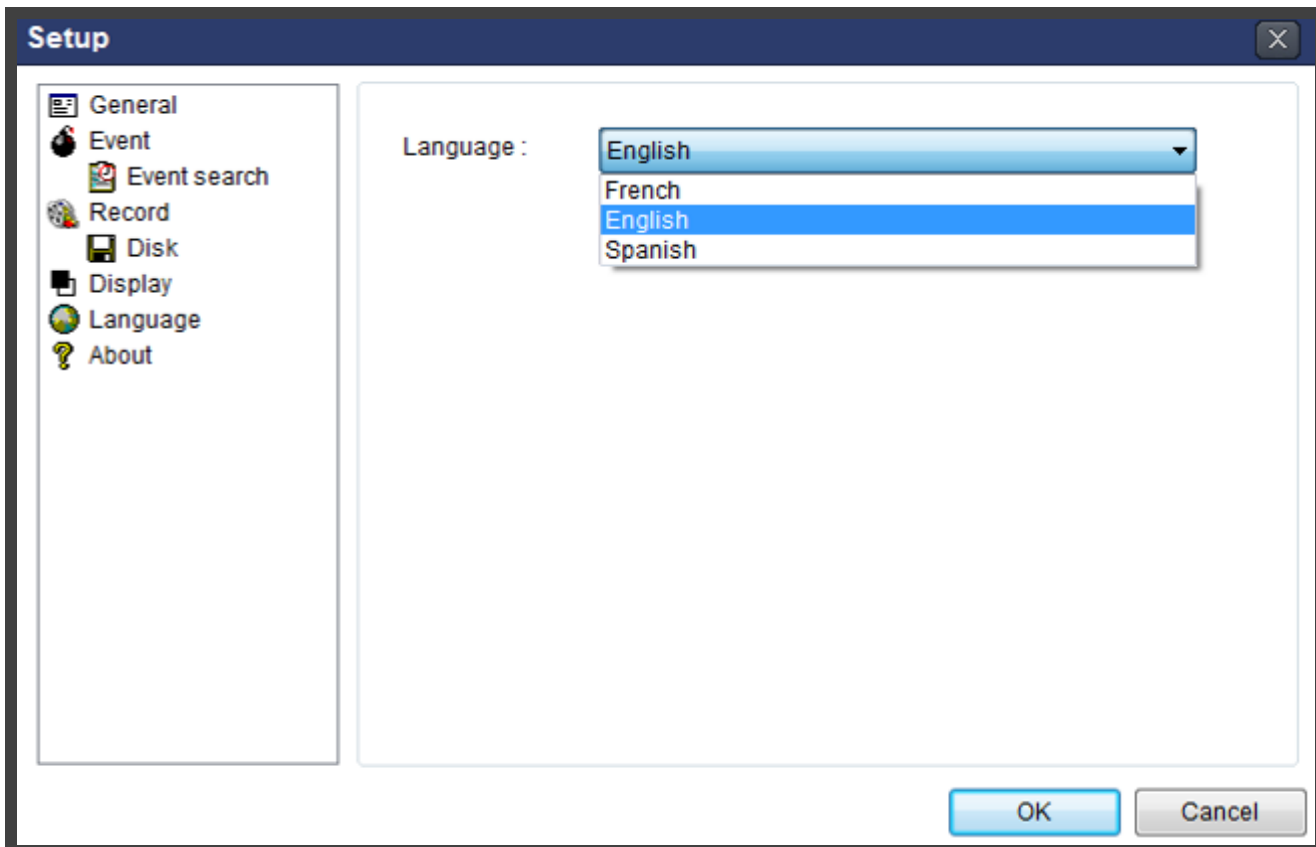 Setup
General
Event
Event search
Record
Disk
Display
Language
About
Language :
English
French
English
Spanish
OK
Cancel